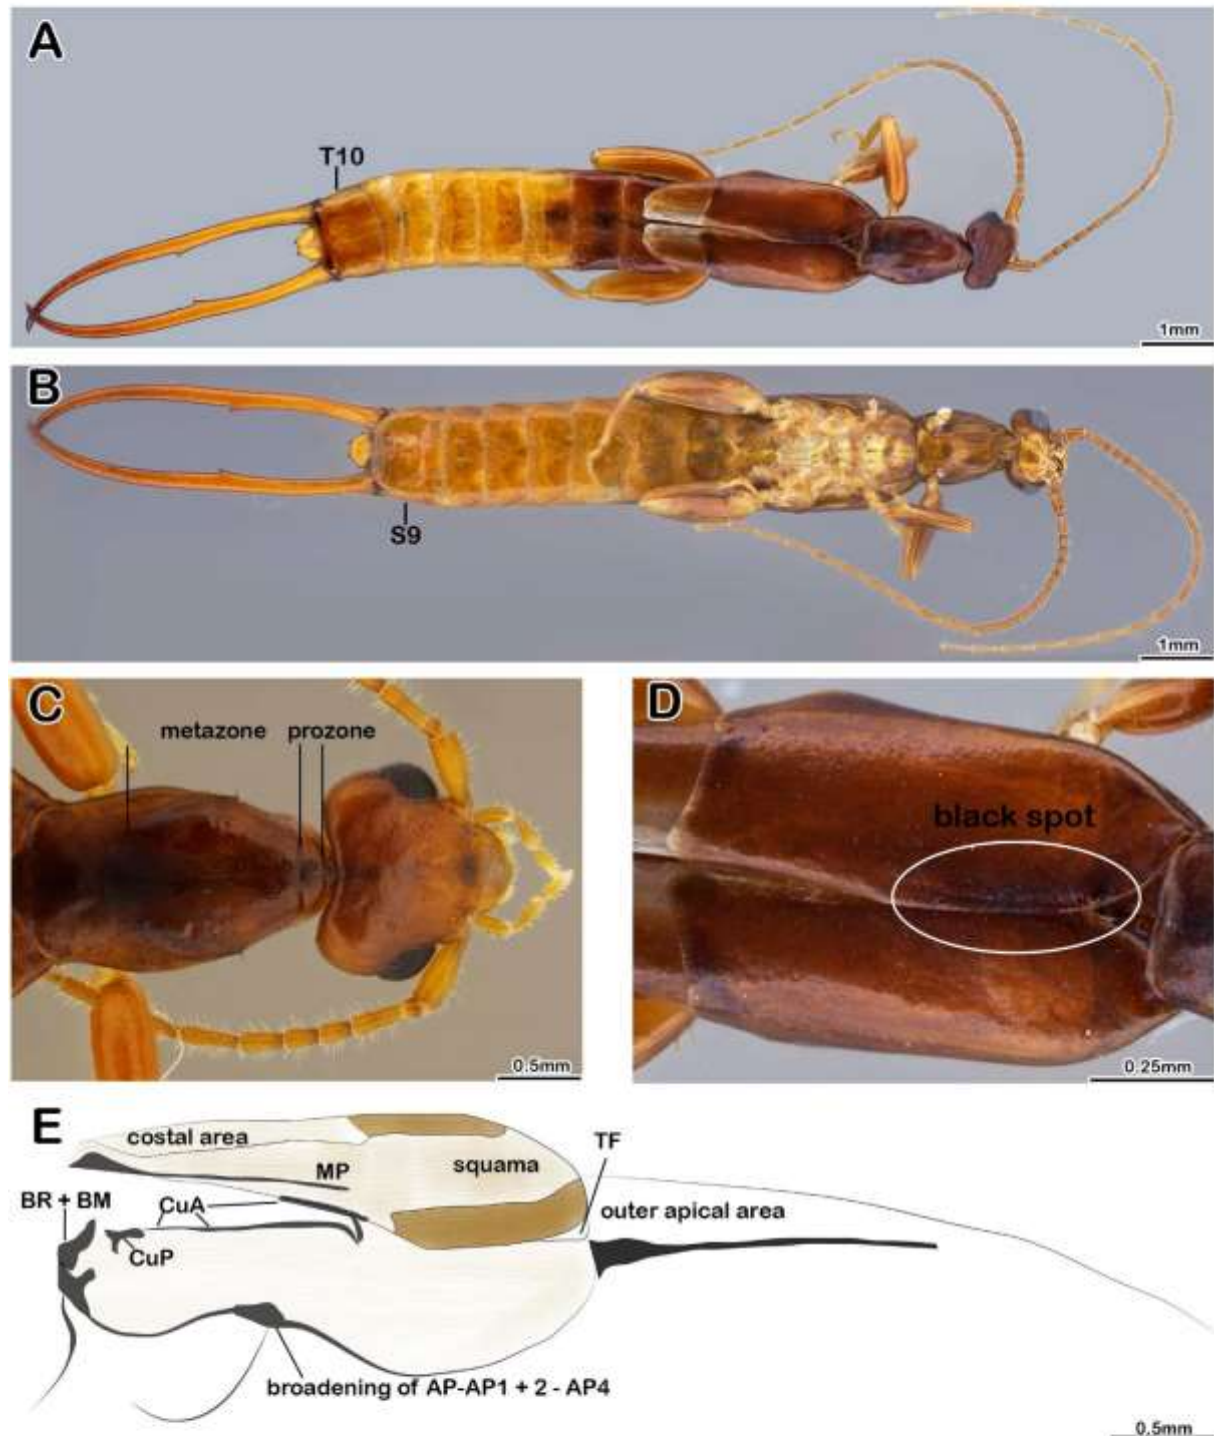 A
T10
1mm
B
S9
1mm
C
metazone prozone
0.5mm
D
black spot
0.25mm
E
costal area
TF
MP
squama
BR + BM
CuA
outer apical area
CuP
broadening of AP-AP1 + 2 - AP4
0.5mm